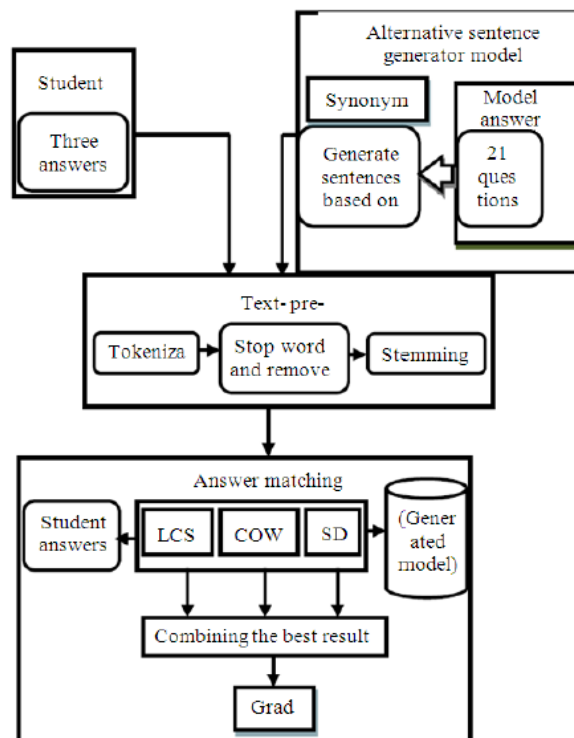 Student
Three
answers
Alternative sentence
generator model
Synonym
Generate
sentences
based on
Model
answer
21
ques
tions
Text- pre-
Tokeniza
Stop word
and remove
Stemming
Answer matching
Student
answers
LCS
COW
SD
(Gener
ated
model)
Combining the best result
Grad